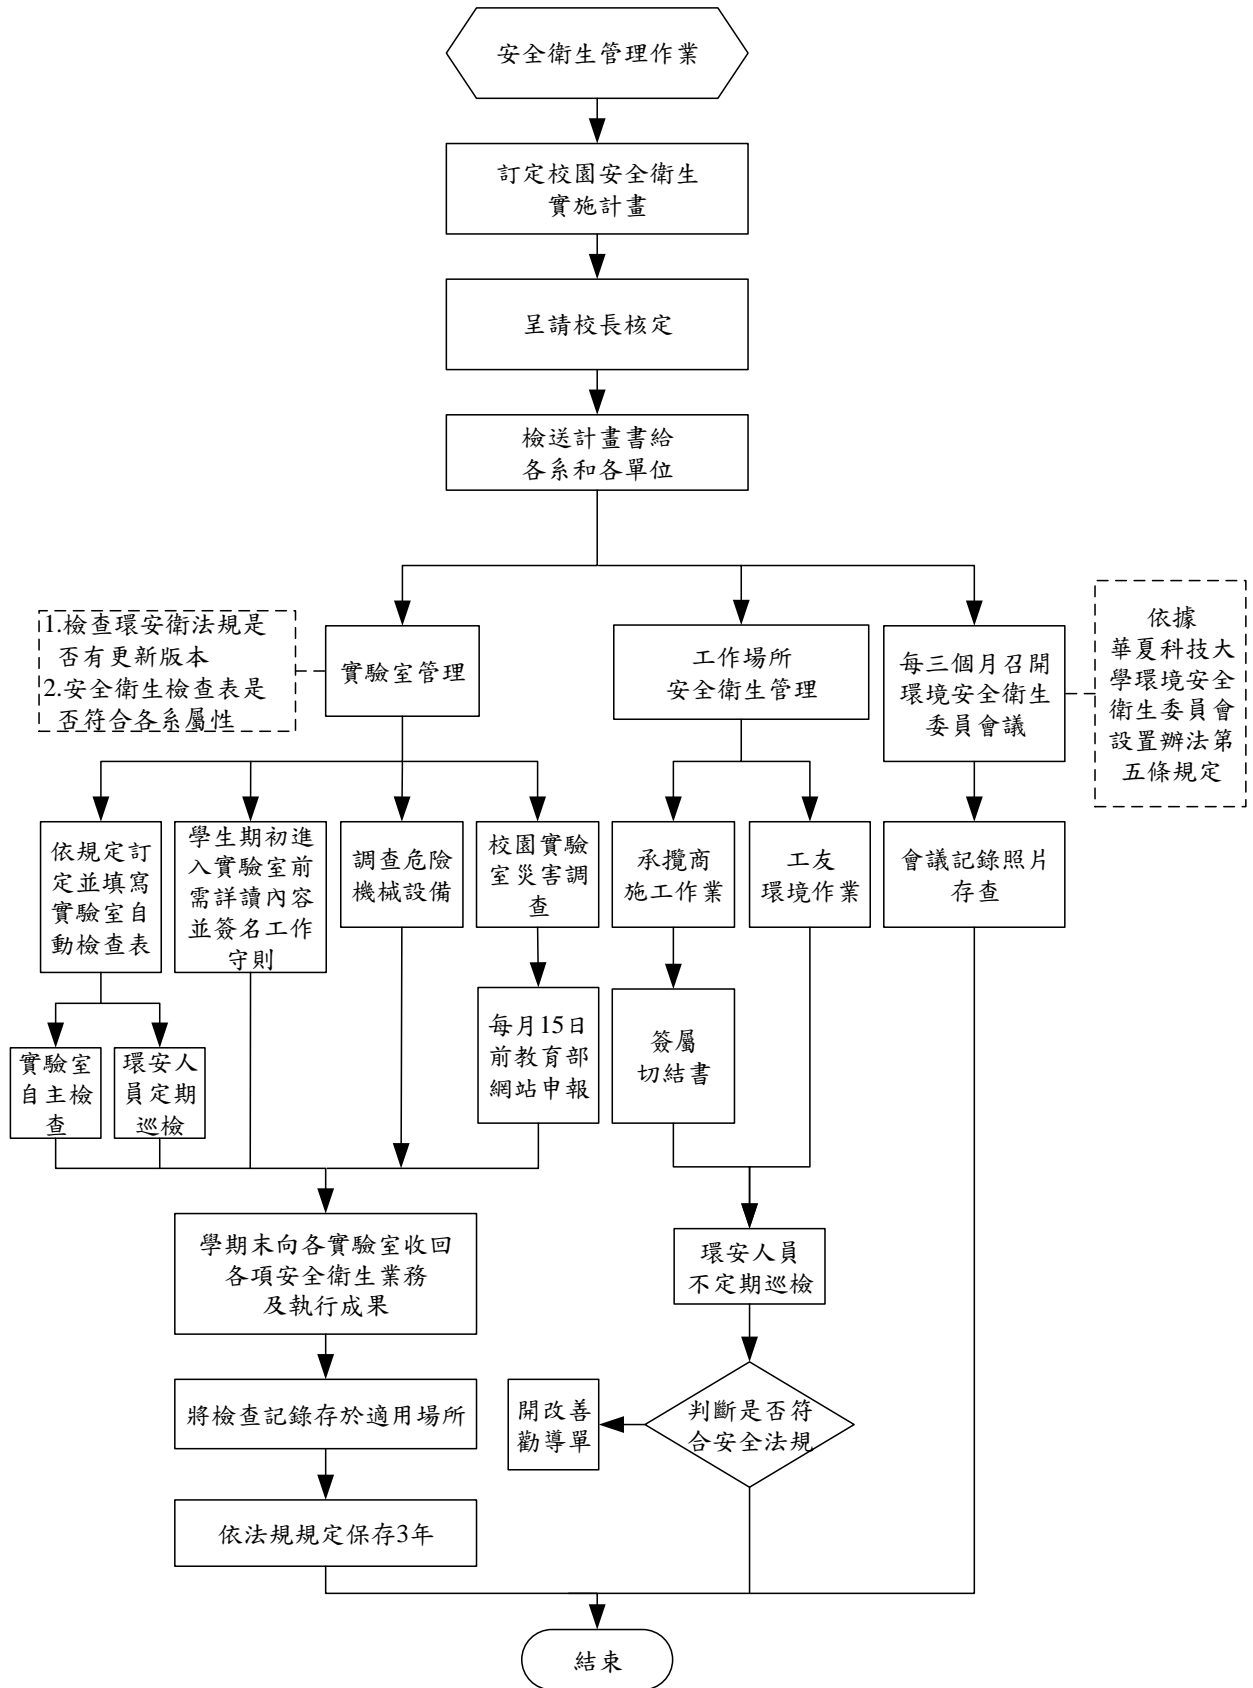 安全衛生管理作業
訂定校園安全衛生
實施計畫
呈請校長核定
檢送計畫書給
各系和各單位
1.檢查環安衛法規是
否有更新版本
2.安全衛生檢查表是
否符合各系屬性
實驗室管理
工作場所
安全衛生管理
每三個月召開
環境安全衛生
委員會議
依據
華夏科技大
學環境安全
衛生委員會
設置辦法第
五條規定
依規定訂
定並填寫
實驗室自
動檢查表
學生期初進
入實驗室前
需詳讀內容
並簽名工作
守則
調查危險
機械設備
校園實驗
室災害調
查
承攬商
施工作業
工友
環境作業
會議記錄照片
存查
實驗室
自主檢
查
環安人
員定期
巡檢
每月15日
前教育部
網站申報
簽屬
切結書
學期末向各實驗室收回
各項安全衛生業務
及執行成果
環安人員
不定期巡檢
將檢查記錄存於適用場所
開改善
勸導單
判斷是否符
合安全法規
依法規規定保存3年
結束